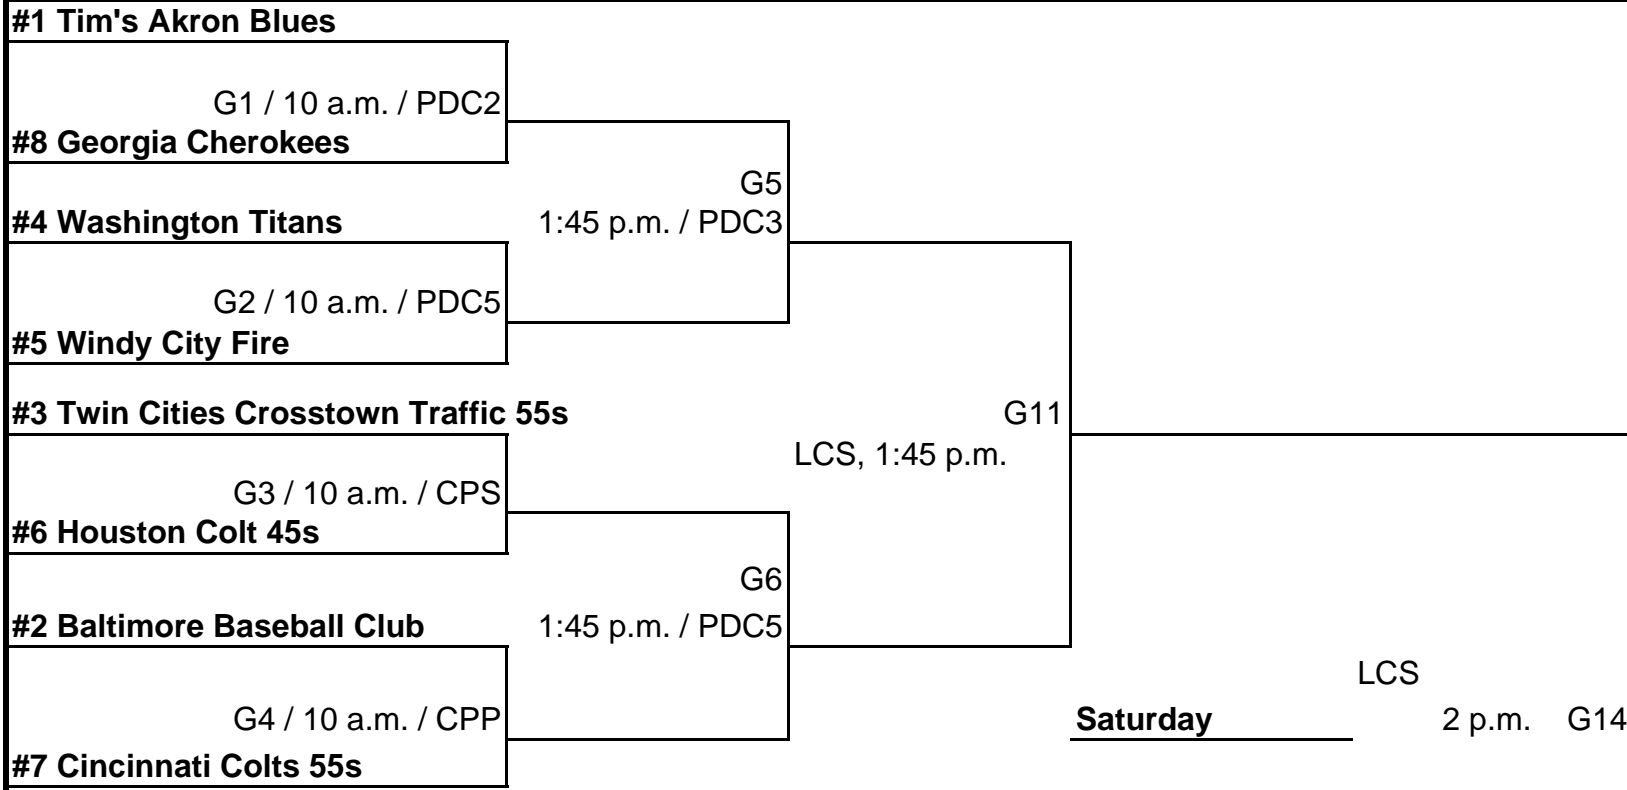 #1 Tim's Akron Blues
G1 / 10 a.m. / PDC2
#8 Georgia Cherokees
G5
#4 Washington Titans 1:45 p.m. / PDC3
G2 / 10 a.m. / PDC5
#5 Windy City Fire
#3 Twin Cities Crosstown Traffic 55s G11
LCS, 1:45 p.m.
G3 / 10 a.m. / CPS
#6 Houston Colt 45s
G6
#2 Baltimore Baseball Club 1:45 p.m. / PDC5
LCS
G4 / 10 a.m. / CPP Saturday 2 p.m. G14
#7 Cincinnati Colts 55s